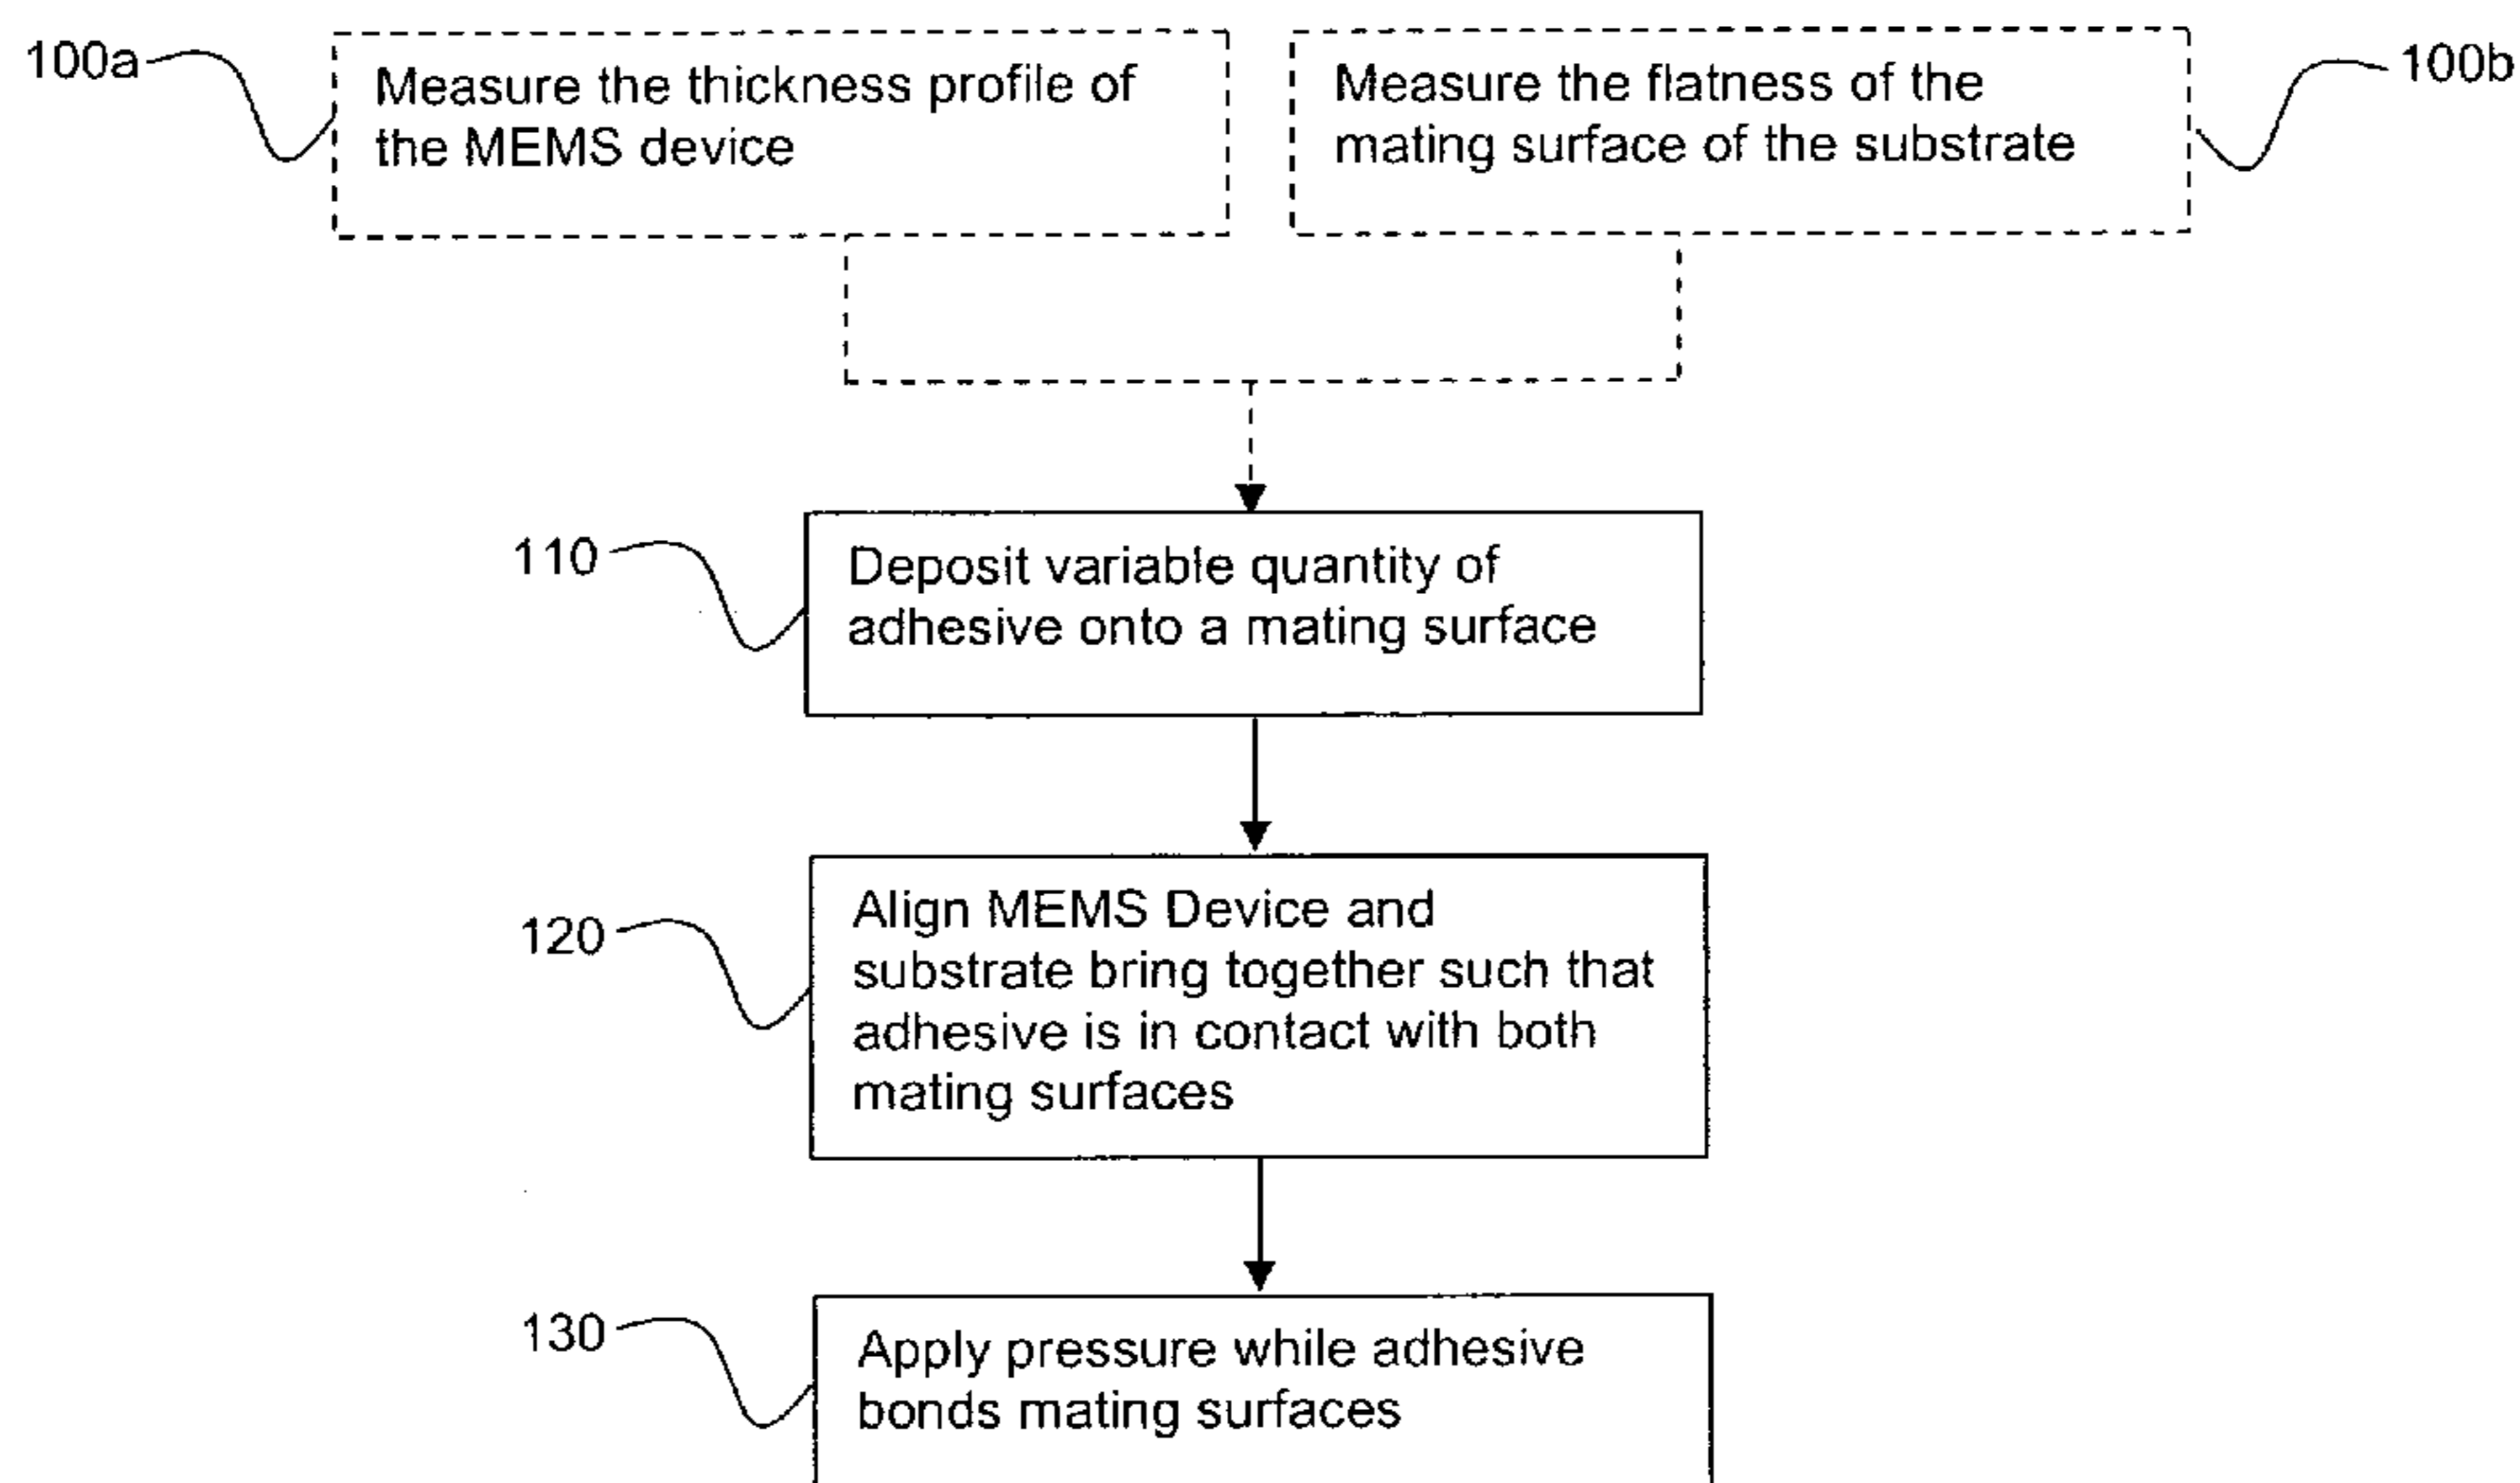 100a
Measure the thickness profile of
the MEMS device
Measure the flatness of the
mating surface of the substrate
100b
110
Deposit variable quantity of
adhesive onto a mating surface
120
Align MEMS Device and
substrate bring together such that
adhesive is in contact with both
mating surfaces
130
Apply pressure while adhesive
bonds mating surfaces